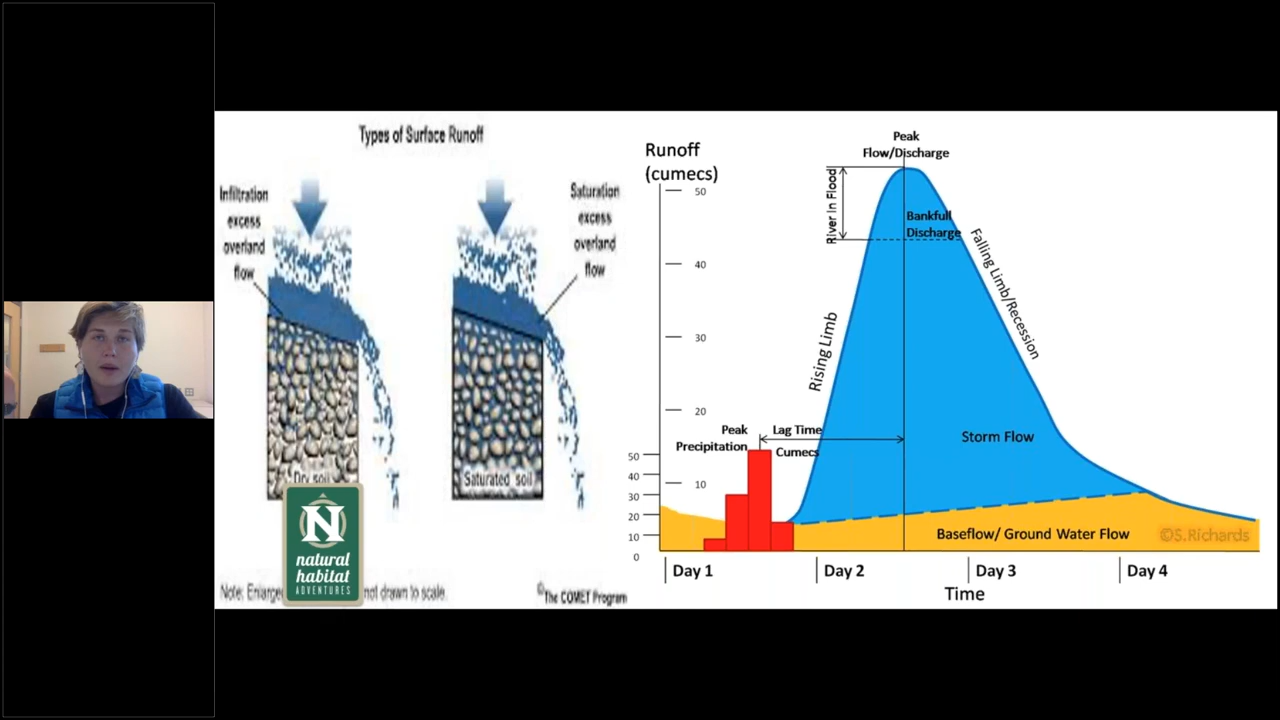 Types of Surface Runoff
Infiltration
excess
overland
flow
Saturation
excess
overland
flow
Dry soil
Saturated soil
N
natural
habitat
ADVENTURES
Note: Enlarge
not drawn to scale.
©The COMET Program
Runoff
(cumecs)
50
40
30
20
10
50
40
30
20
10
0
Peak
Flow/Discharge
River In Flood
Bankfull
Discharge
Rising Limb
Falling Limb/Recession
Peak
Precipitation
Lag Time
Cumecs
Storm Flow
Baseflow/ Ground Water Flow
©S.Richards
Day 1
Day 2
Day 3
Day 4
Time